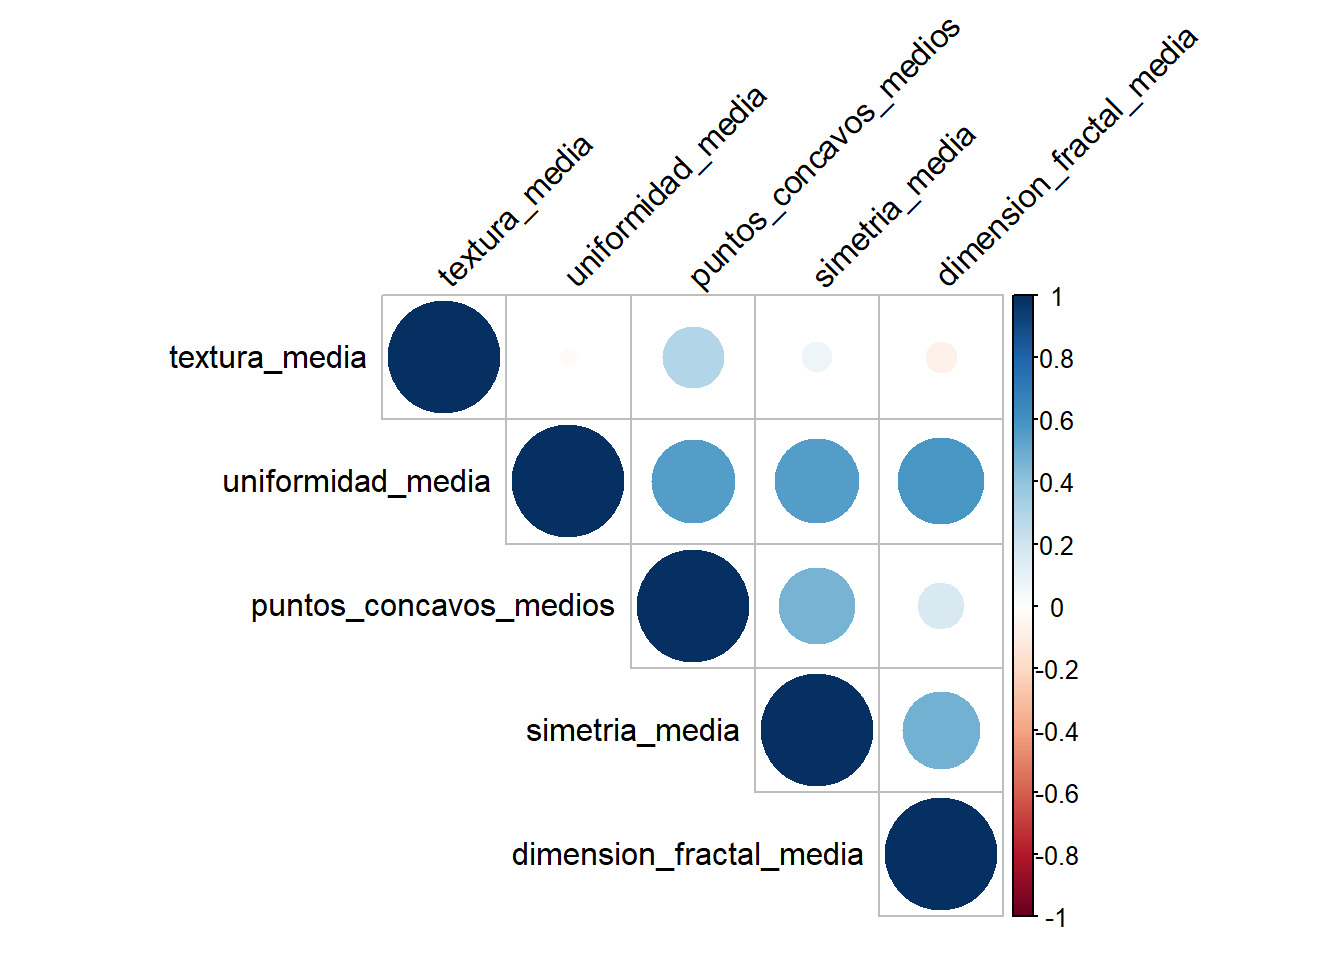 textura_media
uniformidad_media
puntos_concavos_medios
simetria_media
dimension_fractal_media
textura_media
uniformidad_media
puntos_concavos_medios
simetria_media
dimension_fractal_media
1
0.8
0.6
0.4
0.2
0
-0.2
-0.4
-0.6
-0.8
-1